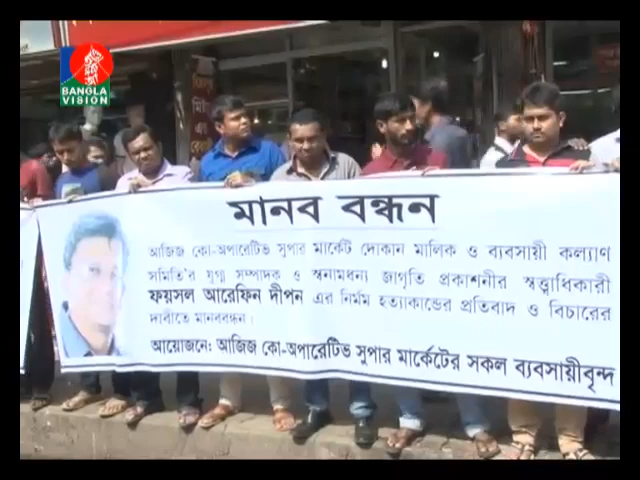 BANGLA
VISION
মানব বন্ধন
আজিজ কো-অপারেটিভ সুপার মার্কেট দোকান মালিক ও ব্যবসায়ী কল্যাণ
সমিতি'র যুগ্ম সম্পাদক ও স্বনামধন্য জাগৃতি প্রকাশনীর স্বত্ত্বাধিকারী
ফয়সল আরেফিন দীপন এর নির্মম হত্যাকান্ডের প্রতিবাদ ও বিচারের
দাবীতে মানববন্ধন।
আয়োজনে: আজিজ কো-অপারেটিভ সুপার মার্কেটের সকল ব্যবসায়ীবৃন্দ